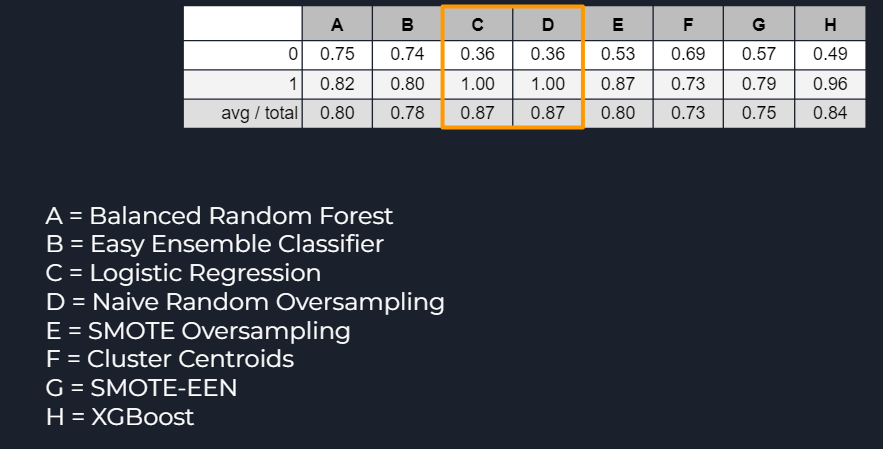 A B C D E F G H
0 0.75 0.74 0.36 0.36 0.53 0.69 0.57 0.49
1 0.82 0.80 1.00 1.00 0.87 0.73 0.79 0.96
avg / total 0.80 0.78 0.87 0.87 0.80 0.73 0.75 0.84
A = Balanced Random Forest
B = Easy Ensemble Classifier
C = Logistic Regression
D = Naive Random Oversampling
E = SMOTE Oversampling
F = Cluster Centroids
G = SMOTE-EEN
H = XGBoost